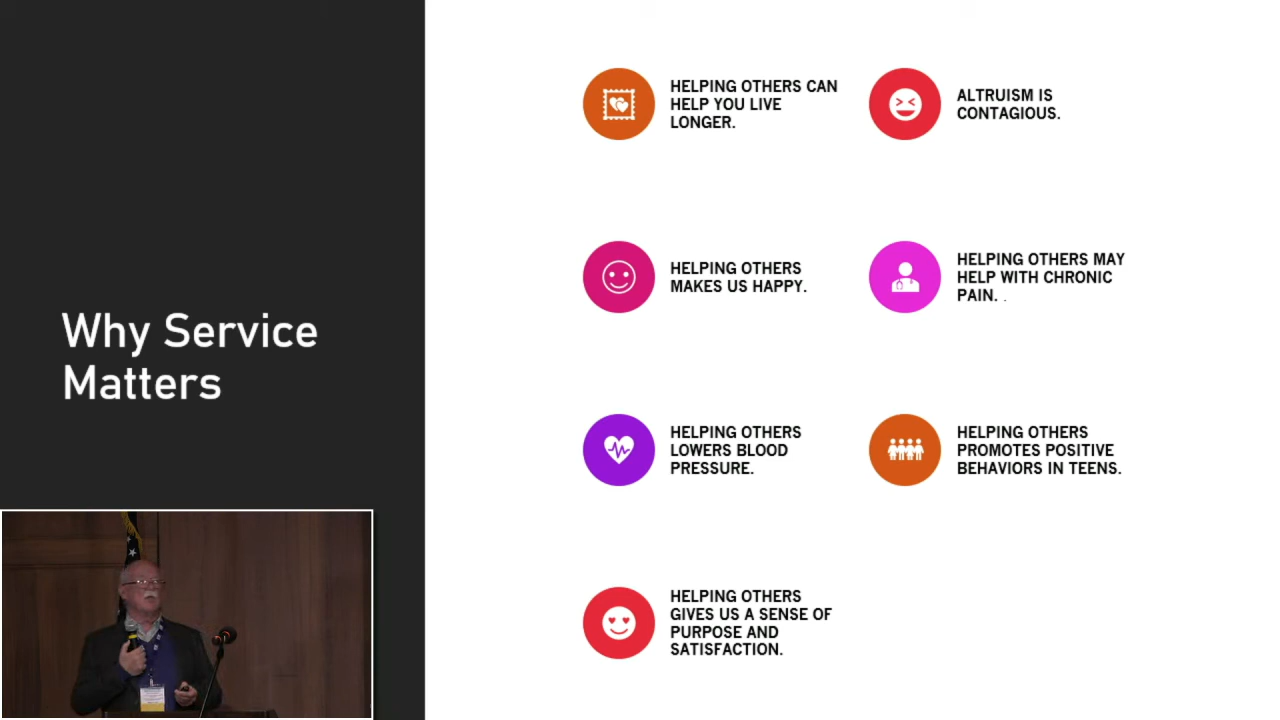 Why Service
Matters
HELPING OTHERS CAN
HELP YOU LIVE
LONGER.
ALTRUISM IS
CONTAGIOUS.
HELPING OTHERS
MAKES US HAPPY.
HELPING OTHERS MAY
HELP WITH CHRONIC
PAIN. .
HELPING OTHERS
LOWERS BLOOD
PRESSURE.
HELPING OTHERS
PROMOTES POSITIVE
BEHAVIORS IN TEENS.
HELPING OTHERS
GIVES US A SENSE OF
PURPOSE AND
SATISFACTION.